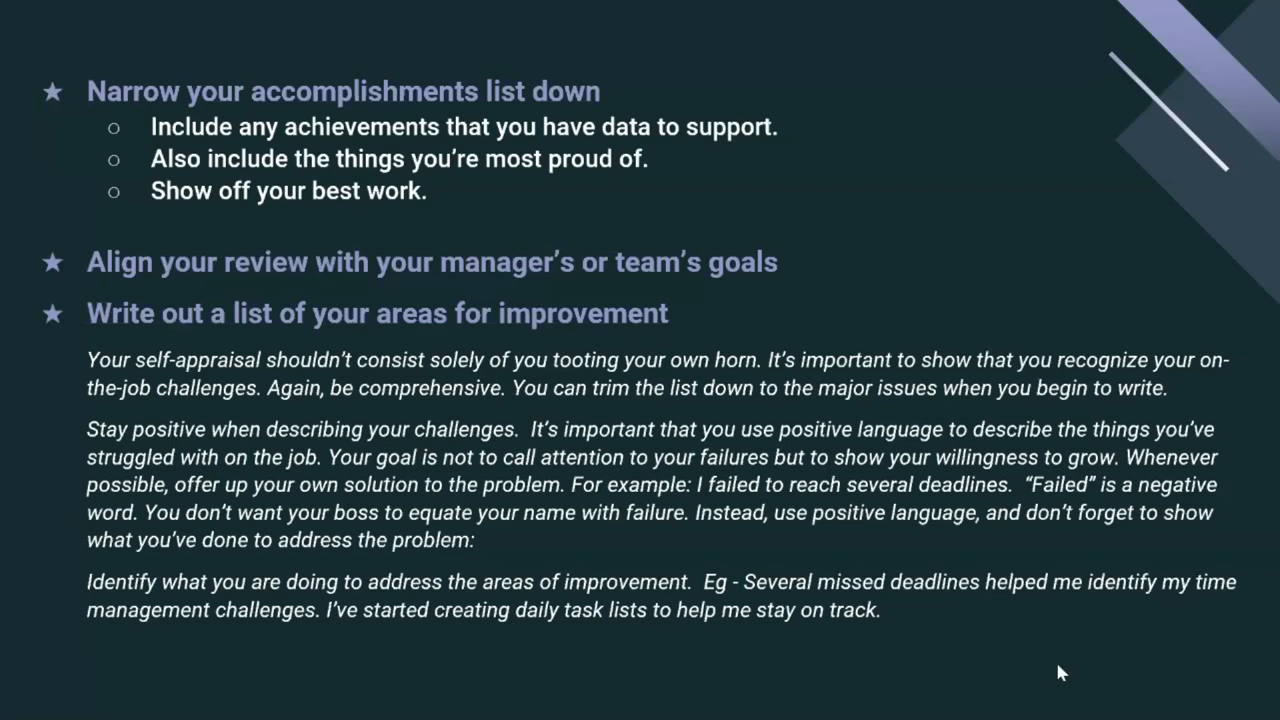 ★ Narrow your accomplishments list down
○ Include any achievements that you have data to support.
○ Also include the things you’re most proud of.
○ Show off your best work.
★ Align your review with your manager’s or team’s goals
★ Write out a list of your areas for improvement
Your self-appraisal shouldn’t consist solely of you tooting your own horn. It’s important to show that you recognize your on-
the-job challenges. Again, be comprehensive. You can trim the list down to the major issues when you begin to write.
Stay positive when describing your challenges.  It’s important that you use positive language to describe the things you’ve
struggled with on the job. Your goal is not to call attention to your failures but to show your willingness to grow. Whenever
possible, offer up your own solution to the problem. For example: I failed to reach several deadlines.  “Failed” is a negative
word. You don’t want your boss to equate your name with failure. Instead, use positive language, and don’t forget to show
what you’ve done to address the problem:
Identify what you are doing to address the areas of improvement.  Eg - Several missed deadlines helped me identify my time
management challenges. I’ve started creating daily task lists to help me stay on track.